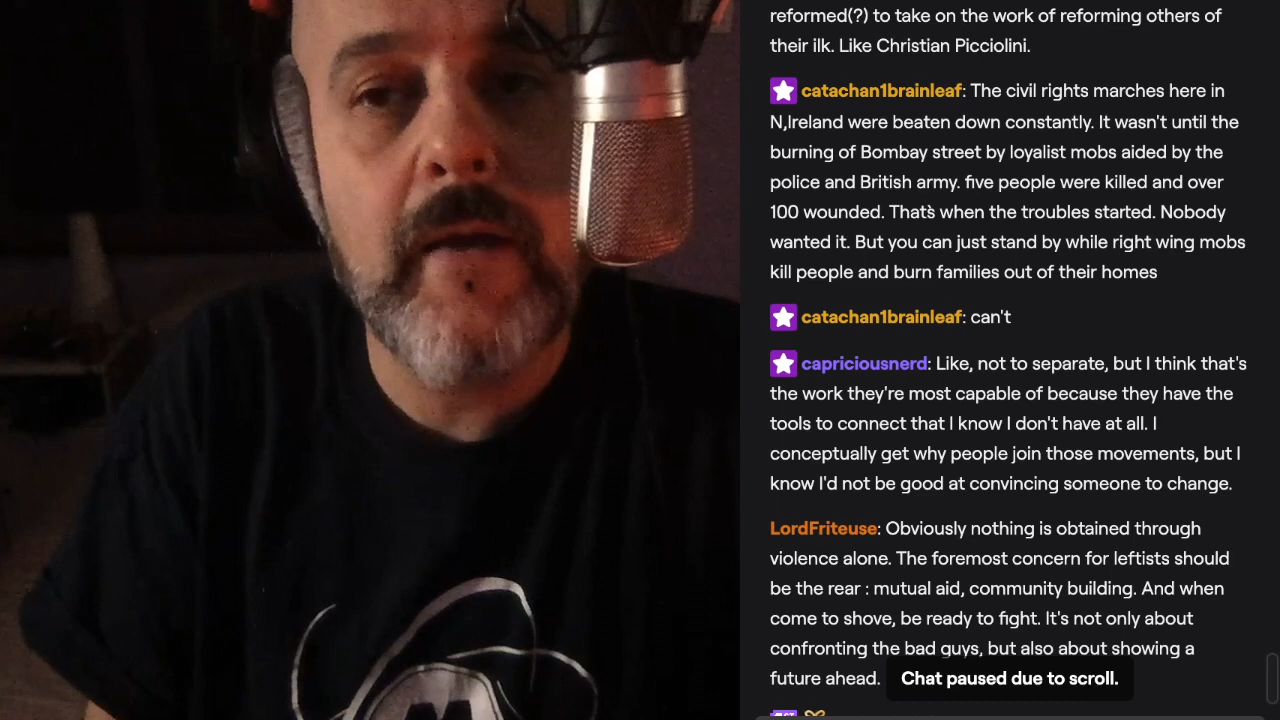 reformed(?) to take on the work of reforming others of
their ilk. Like Christian Picciolini.
catachan1brainleaf: The civil rights marches here in
N,Ireland were beaten down constantly. It wasn't until the
burning of Bombay street by loyalist mobs aided by the
police and British army. five people were killed and over
100 wounded. That`s when the troubles started. Nobody
wanted it. But you can just stand by while right wing mobs
kill people and burn families out of their homes
catachan1brainleaf: can't
capriciousnerd: Like, not to separate, but I think that's
the work they're most capable of because they have the
tools to connect that I know I don't have at all. I
conceptually get why people join those movements, but I
know I'd not be good at convincing someone to change.
LordFriteuse: Obviously nothing is obtained through
violence alone. The foremost concern for leftists should
be the rear : mutual aid, community building. And when
come to shove, be ready to fight. It's not only about
confronting the bad guys, but also about showing a
future ahead.
Chat paused due to scroll.